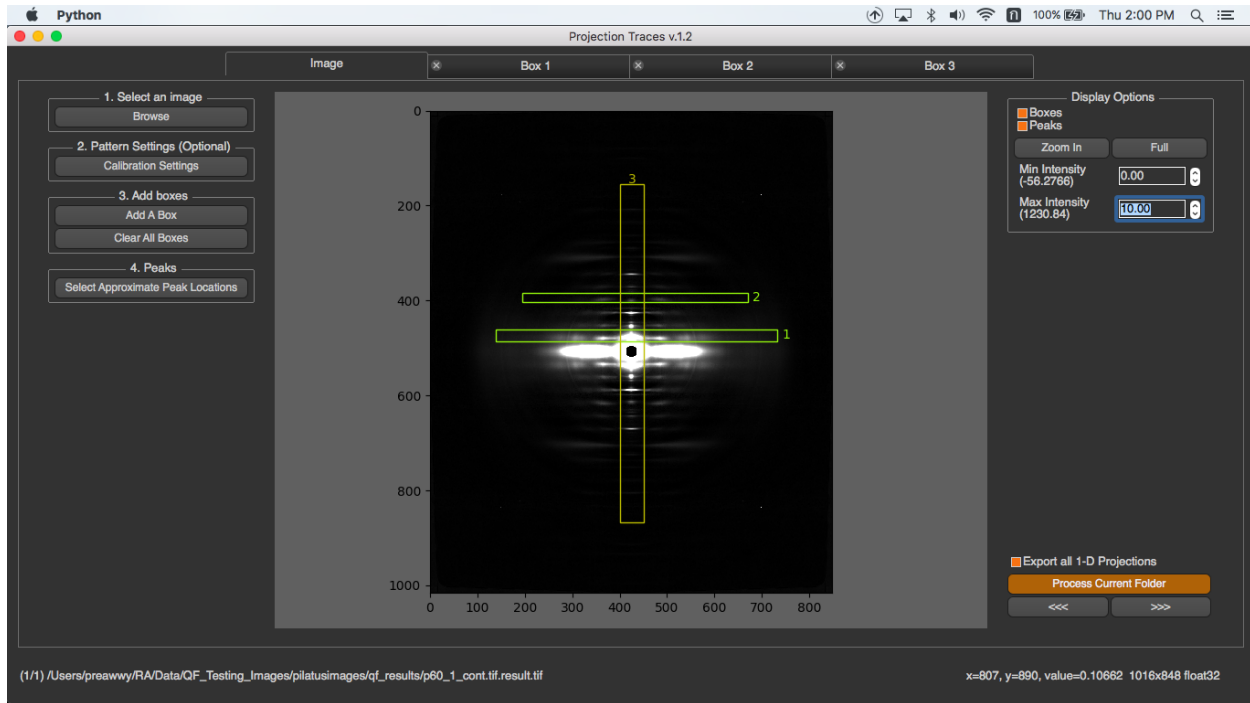 Python
100%
Thu 2:00 PM
Projection Traces v.1.2
Image
Box 1
Box 2
Box 3
1. Select an image
Browse
2. Pattern Settings (Optional)
Calibration Settings
3. Add boxes
Add A Box
Clear All Boxes
4. Peaks
Select Approximate Peak Locations
0
200
400
600
800
1000
0 100 200 300 400 500 600 700 800
3
2
1
Display Options
Boxes
Peaks
Zoom In
Full
Min Intensity
(-56.2766)
0.00
Max Intensity
(1230.84)
10.00
Export all 1-D Projections
Process Current Folder
<<<
>>>
(1/1) /Users/preawwy/RA/Data/QF_Testing_Images/pilatusimages/qf_results/p60_1_cont.tif.result.tif
x=807, y=890, value=0.10662 1016x848 float32